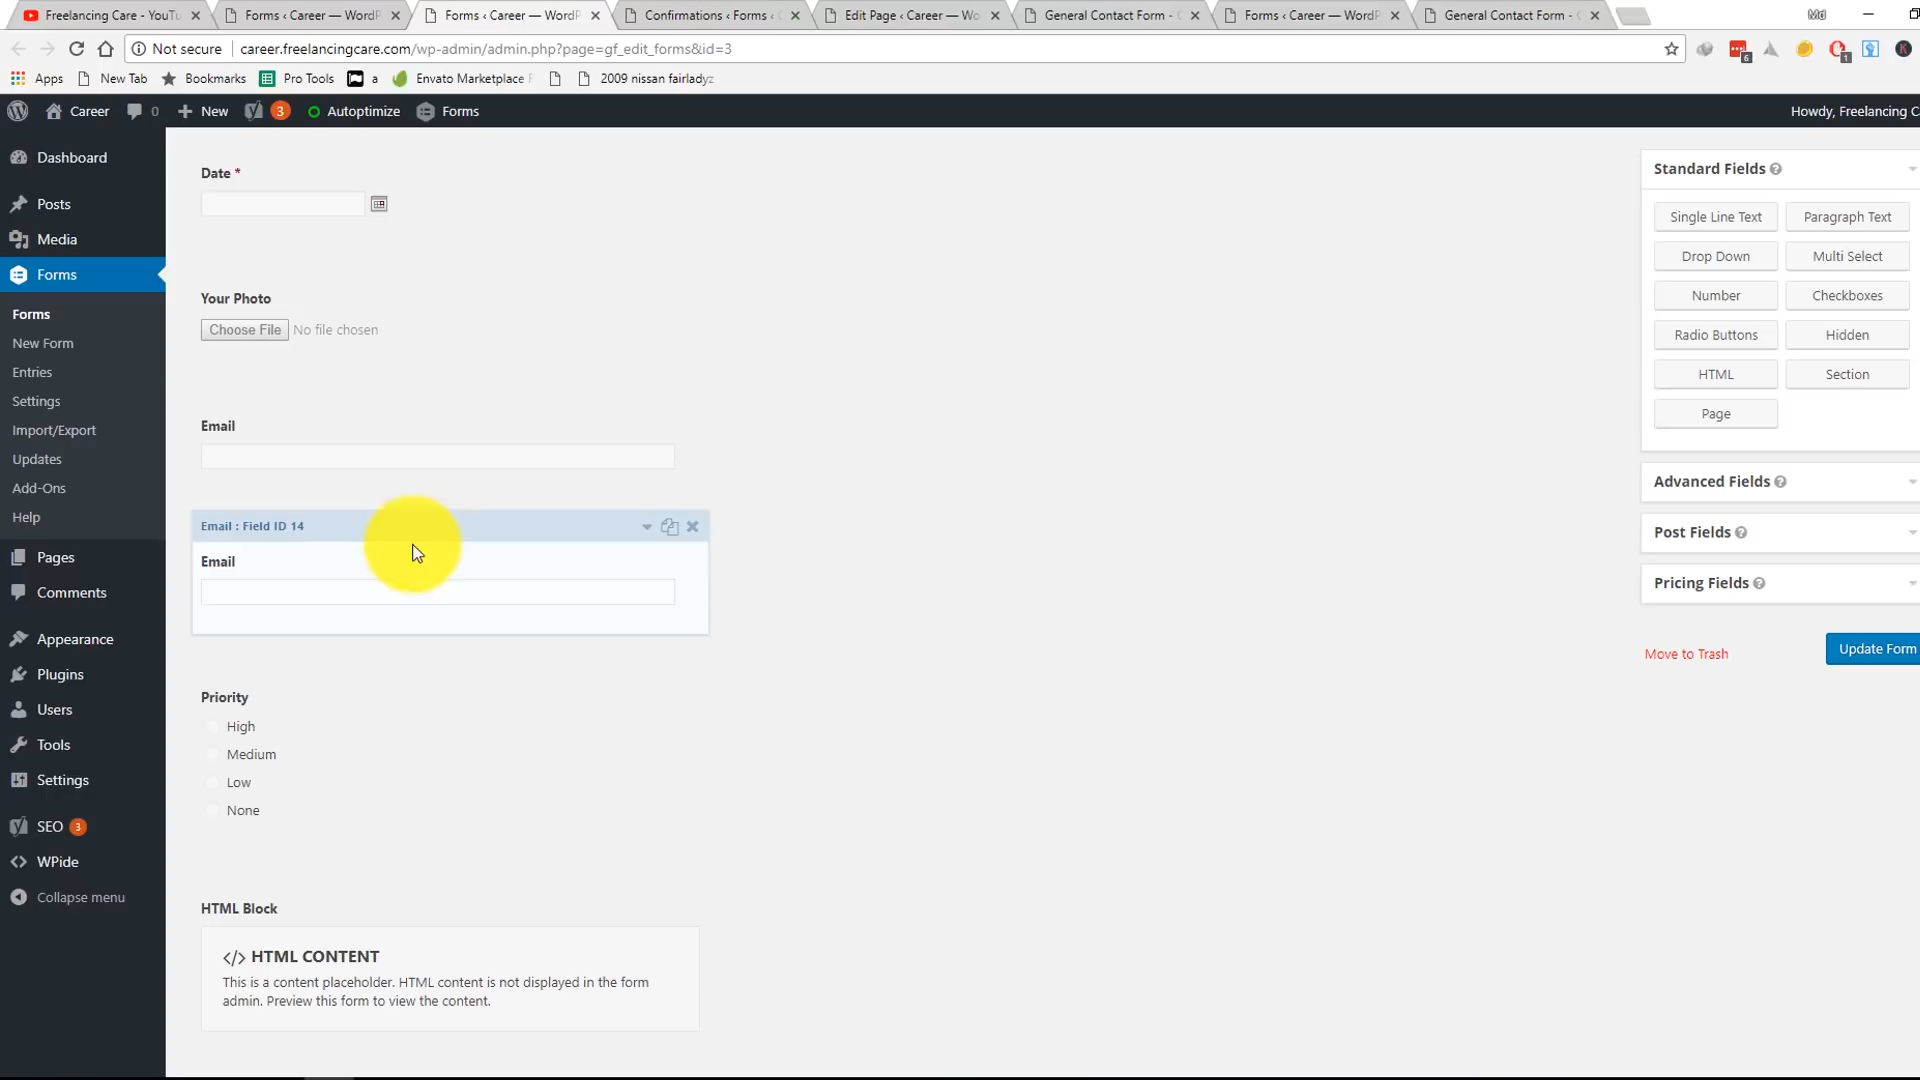 Freelancing Care - YouTu
Forms ‹ Career — WordP
Forms ‹ Career — WordP
Confirmations ‹ Forms ‹ C
Edit Page ‹ Career — Wo
General Contact Form - C
Forms ‹ Career — WordP
General Contact Form - C
Md
Not secure
career.freelancingcare.com/wp-admin/admin.php?page=gf_edit_forms&id=3
6
1
K
Apps
New Tab
Bookmarks
Pro Tools
a
Envato Marketplace F
2009 nissan fairladyz
Career
0
New
3
Autoptimize
Forms
Howdy, Freelancing C
Dashboard
Posts
Media
Forms
Forms
New Form
Entries
Settings
Import/Export
Updates
Add-Ons
Help
Pages
Comments
Appearance
Plugins
Users
Tools
Settings
SEO 3
WPide
Collapse menu
Date *
Your Photo
Choose File No file chosen
Email
Email : Field ID 14
Email
Priority
High
Medium
Low
None
HTML Block
</> HTML CONTENT
This is a content placeholder. HTML content is not displayed in the form
admin. Preview this form to view the content.
Standard Fields
Single Line Text
Paragraph Text
Drop Down
Multi Select
Number
Checkboxes
Radio Buttons
Hidden
HTML
Section
Page
Advanced Fields
Post Fields
Pricing Fields
Move to Trash
Update Form